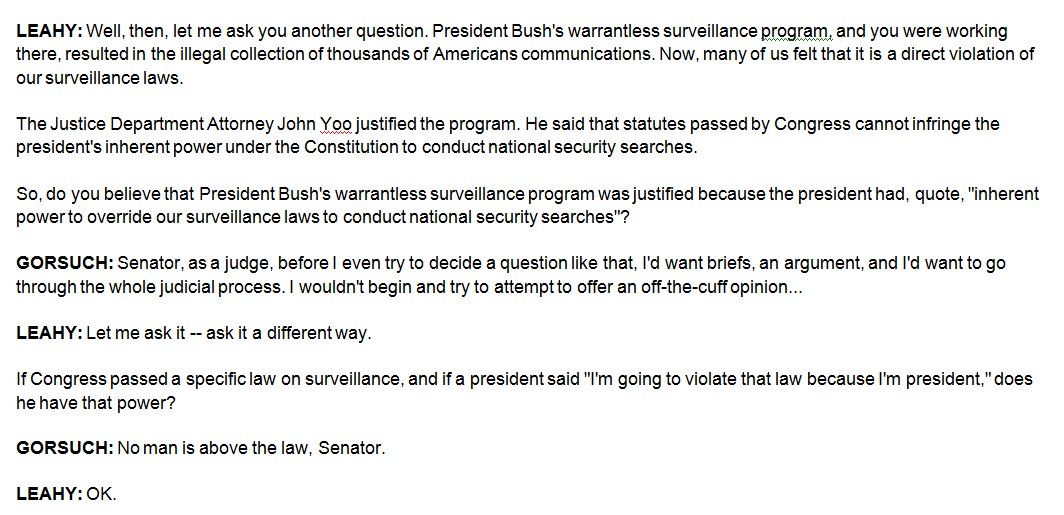 LEAHY: Well, then, let me ask you another question. President Bush's warrantless surveillance program, and you were working
there, resulted in the illegal collection of thousands of Americans communications. Now, many of us felt that it is a direct violation of
our surveillance laws.
The Justice Department Attorney John Yoo justified the program. He said that statutes passed by Congress cannot infringe the
president's inherent power under the Constitution to conduct national security searches.
So, do you believe that President Bush's warrantless surveillance program was justified because the president had, quote, "inherent
power to override our surveillance laws to conduct national security searches"?
GORSUCH: Senator, as a judge, before I even try to decide a question like that, I'd want briefs, an argument, and I'd want to go
through the whole judicial process. I wouldn't begin and try to attempt to offer an off-the-cuff opinion...
LEAHY: Let me ask it -- ask it a different way.
If Congress passed a specific law on surveillance, and if a president said "I'm going to violate that law because I'm president," does
he have that power?
GORSUCH: No man is above the law, Senator.
LEAHY: OK.